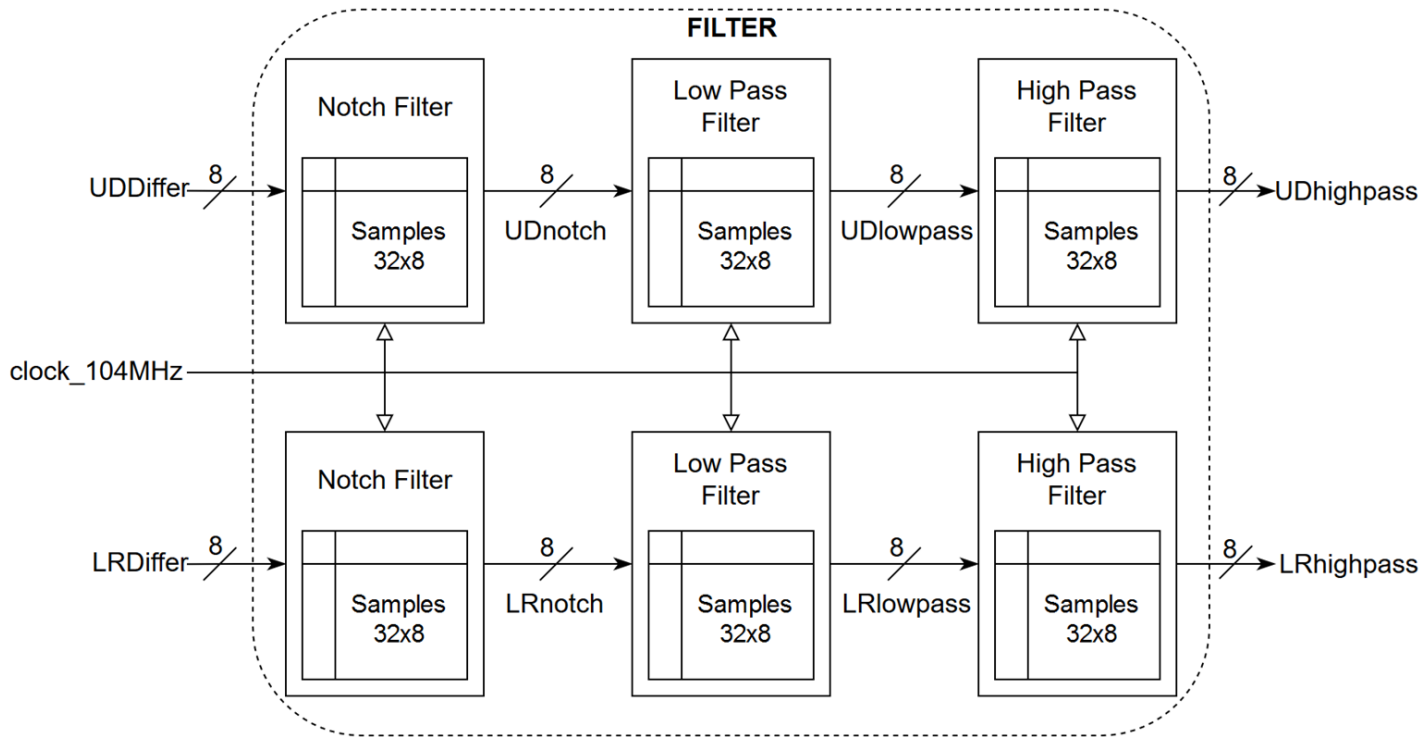 FILTER
Notch Filter
Low Pass
Filter
High Pass
Filter
UDDiffer
8
Samples
32x8
8
UDnotch
Samples
32x8
8
UDlowpass
Samples
32x8
8
UDhighpass
clock_104MHz
Notch Filter
Low Pass
Filter
High Pass
Filter
LRDiffer
8
Samples
32x8
8
LRnotch
Samples
32x8
8
LRlowpass
Samples
32x8
8
LRhighpass